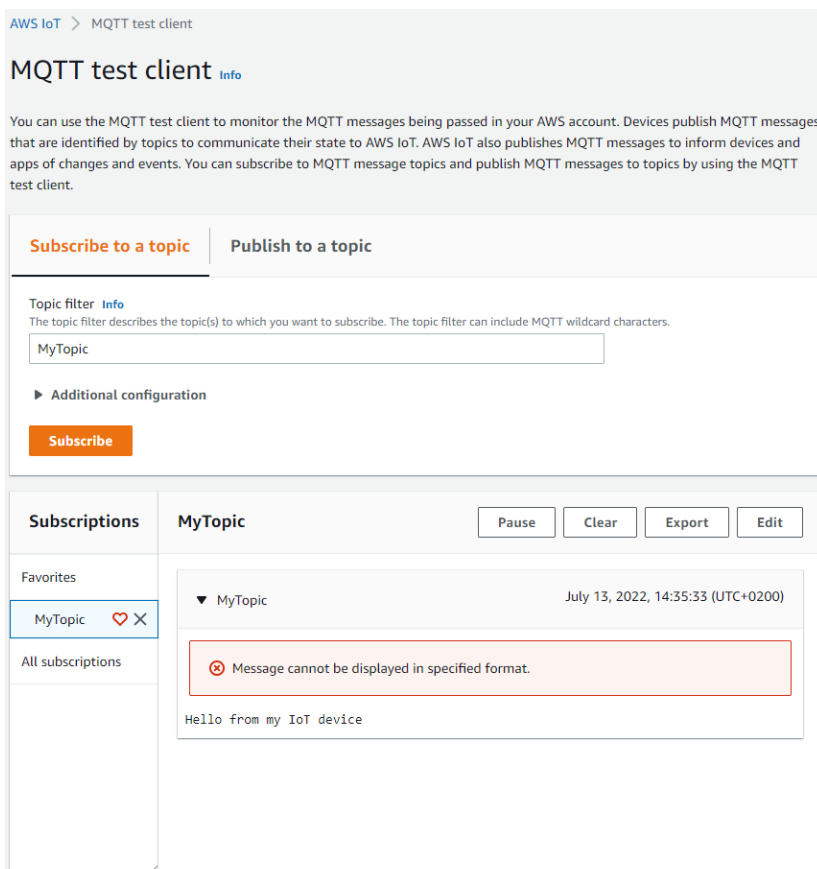 AWS IoT > MQTT test client
MQTT test client Info
You can use the MQTT test client to monitor the MQTT messages being passed in your AWS account. Devices publish MQTT messages
that are identified by topics to communicate their state to AWS IoT. AWS IoT also publishes MQTT messages to inform devices and
apps of changes and events. You can subscribe to MQTT message topics and publish MQTT messages to topics by using the MQTT
test client.
Subscribe to a topic Publish to a topic
Topic filter Info
The topic filter describes the topic(s) to which you want to subscribe. The topic filter can include MQTT wildcard characters.
MyTopic
Additional configuration
Subscribe
Subscriptions
MyTopic Pause Clear Export Edit
Favorites
MyTopic
All subscriptions
MyTopic July 13, 2022, 14:35:33 (UTC+0200)
Message cannot be displayed in specified format.
Hello from my IoT device